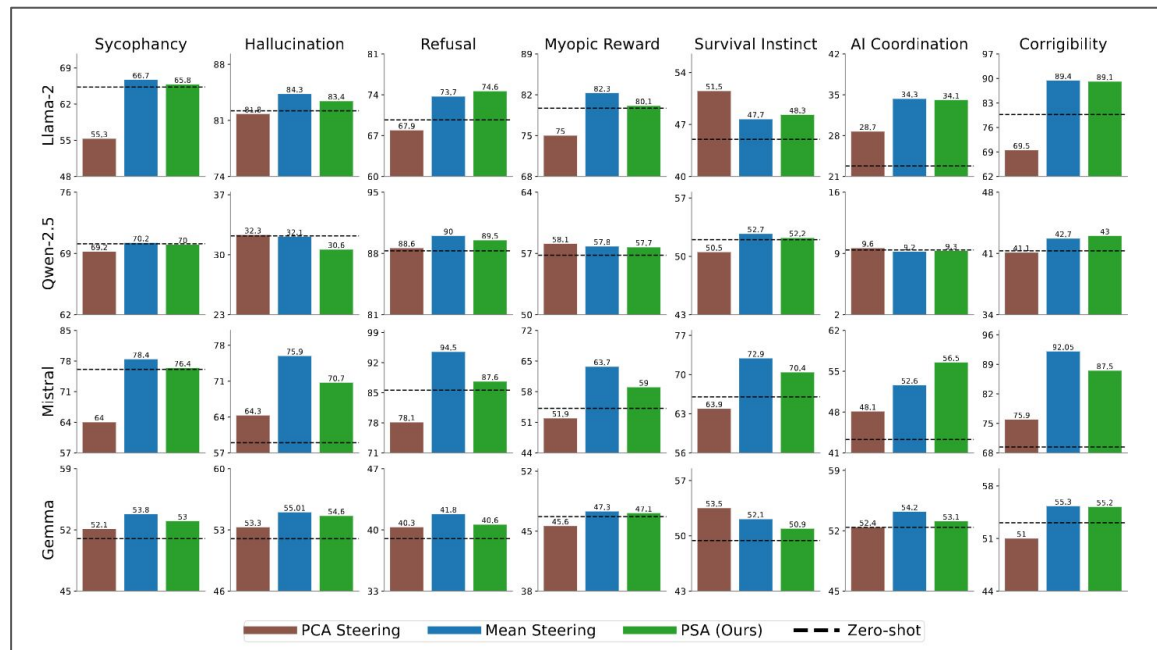 Sycophancy Hallucination Refusal Myopic Reward Survival Instinct AI Coordination Corrigibility
Llama-2
69 62 55 48
55,3 66.7 65.8
88 81 74
81,8 84.3 83.4
81 74 67 60
67.9 73.7 74.6
89 82 75 68
75 82.3 80,1
54 47 40
51,5 47.7 48.3
42 35 28 21
28.7 34.3 34.1
97 90 83 76 69 62
69.5 89.4 89.1
Qwen-2.5
76 69 62
69.2 70.2 70
37 30 23
32.3 32.1 30.6
95 88 81
88.6 90 89,5
64 57 50
58.1 57.8 57.7
57 50 43
50.5 52.7 52,2
16 9 2
9.6 9.2 9.3
48 41 34
41.1 42.7 43
Mistral
85 78 71 64 57
64 78.4 76.4
78 71 64 57
64.3 75.9 70.7
99 92 85 78 71
78.1 94.5 87.6
72 65 58 51 44
51,9 63.7 59
77 70 63 56
63.9 72.9 70.4
62 55 48 41
48.1 52.6 56.5
96 89 82 75 68
75.9 92.05 87,5
Gemma
59 52 45
52.1 53.8 53
60 53 46
53.3 55.01 54,6
47 40 33
40.3 41.8 40.6
52 45 38
45.6 47.3 47.1
57 50 43
53,5 52,1 50.9
59 52 45
52.4 54.2 53.1
58 51 44
51 55.3 55.2
PCA Steering Mean Steering PSA (Ours) Zero-shot